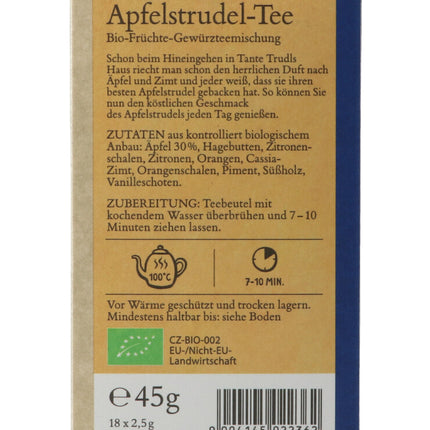 Apfelstrudel-Tee
Bio-Früchte-Gewürzteemischung
Schon beim Hineingehen in Tante Trudls
Haus riecht man schon den herrlichen Duft nach
Äpfel und Zimt und jeder weiß, dass sie ihren
besten Apfelstrudel gebacken hat. So können Sie
nun den köstlichen Geschmack
des Apfelstrudels jeden Tag genießen.
ZUTATEN aus kontrolliert biologischem
Anbau: Äpfel 30%, Hagebutten, Zitronen-
schalen, Zitronen, Orangen, Cassia-
Zimt, Orangenschalen, Piment, Süßholz,
Vanilleschoten.
ZUBEREITUNG: Teebeutel mit
kochendem Wasser überbrühen und 7–10
Minuten ziehen lassen.
100°C
7-10 MIN.
Vor Wärme geschützt und trocken lagern.
Mindestens haltbar bis: siehe Boden
CZ-BIO-002
EU-/Nicht-EU-
Landwirtschaft
℮45g
18 x 2,5g